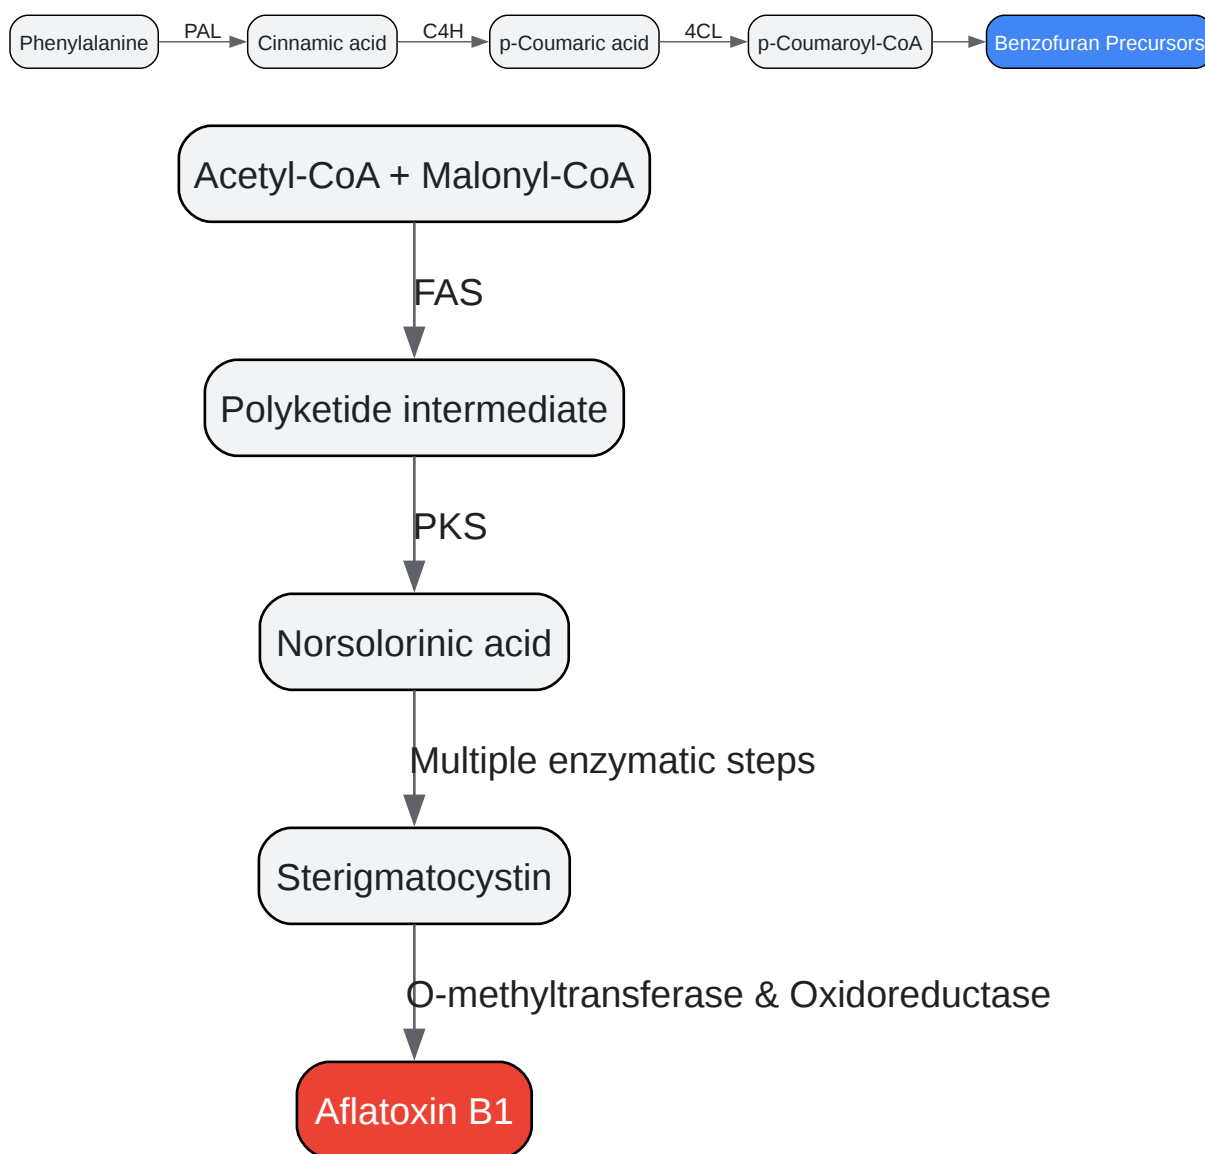 Phenylalanine
PAL
Cinnamic acid
C4H
p-Coumaric acid
4CL
p-Coumaroyl-CoA
Benzofuran Precursors
Acetyl-CoA + Malonyl-CoA
FAS
Polyketide intermediate
PKS
Norsolorinic acid
Multiple enzymatic steps
Sterigmatocystin
O-methyltransferase & Oxidoreductase
Aflatoxin B1